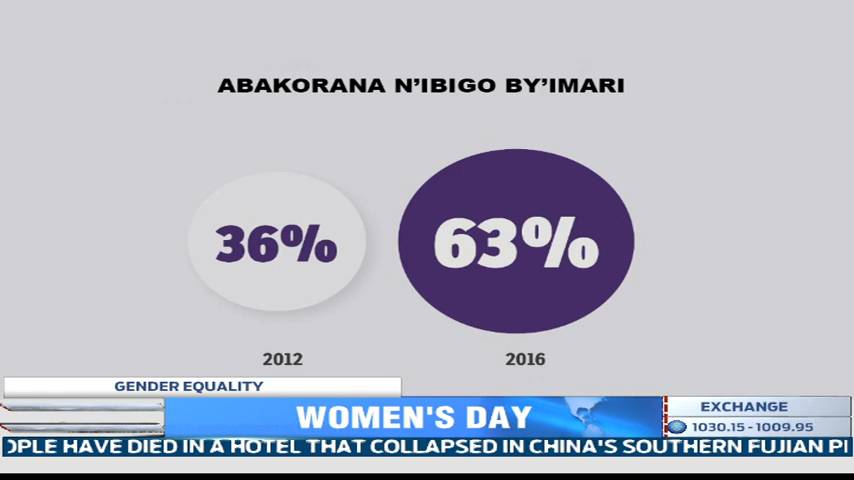 ABAKORANA N'IBIGO BY'IMARI
36%
63%
2012
2016
GENDER EQUALITY
WOMEN'S DAY
EXCHANGE
1030.15 - 1009.95
OPLE HAVE DIED IN A HOTEL THAT COLLAPSED IN CHINA'S SOUTHERN FUJIAN